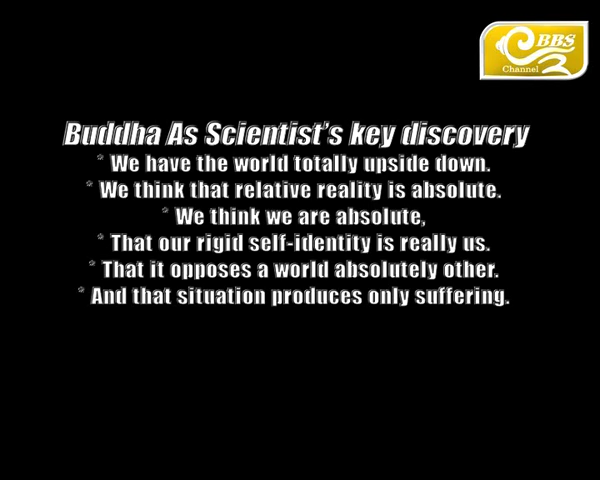 BBS
Channel 2
Buddha As Scientist's key discovery
* We have the world totally upside down.
* We think that relative reality is absolute.
* We think we are absolute,
* That our rigid self-identity is really us.
* That it opposes a world absolutely other.
* And that situation produces only suffering.